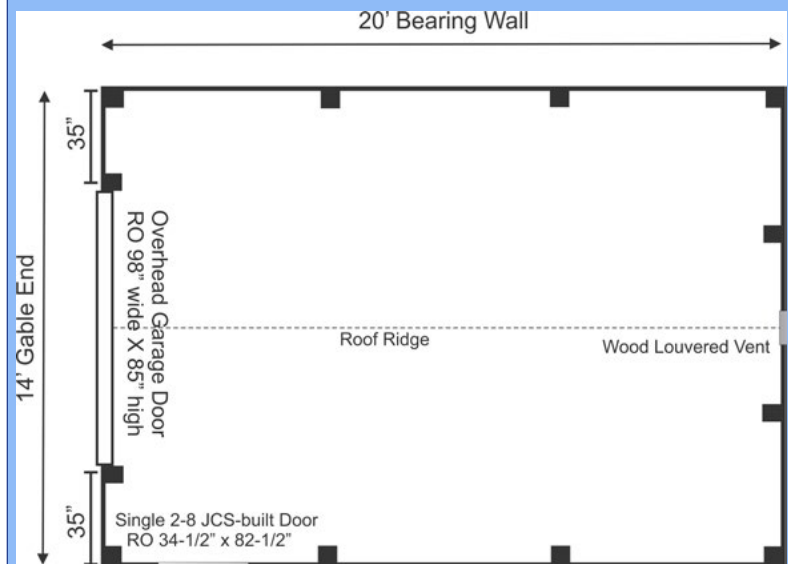 20’ Bearing Wall
35”
14’ Gable End
Overhead Garage Door
RO 98” wide X 85” high
Roof Ridge
Wood Louvered Vent
35”
Single 2-8 JCS-built Door
RO 34-1/2” x 82-1/2”